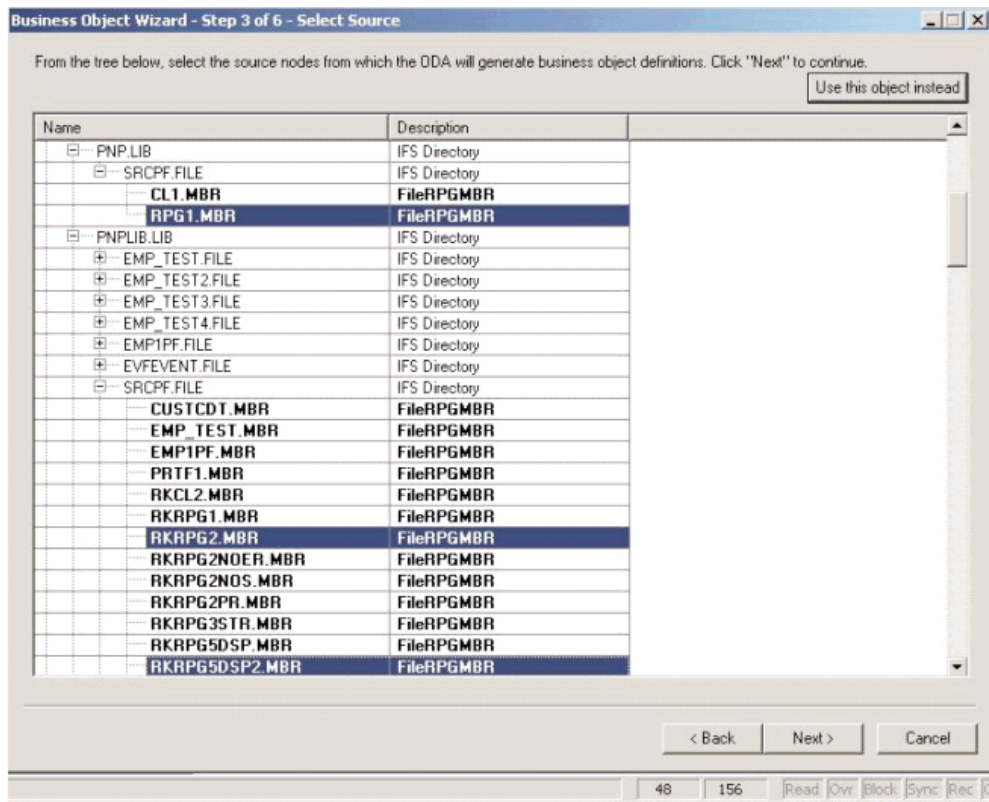 Business Object Wizard - Step 3 of 6 - Select Source
From the tree below, select the source nodes from which the ODA will generate business object definitions. Click "Next" to continue.
Use this object instead
Name Description
PNP.LIB IFS Directory
SRCPF.FILE IFS Directory
CL1.MBR FileRPGMBR
RPG1.MBR FileRPGMBR
PNPLIB.LIB IFS Directory
EMP_TEST.FILE IFS Directory
EMP_TEST2.FILE IFS Directory
EMP_TEST3.FILE IFS Directory
EMP_TEST4.FILE IFS Directory
EMP1PF.FILE IFS Directory
EVFEVENT.FILE IFS Directory
SRCPF.FILE IFS Directory
CUSTCDT.MBR FileRPGMBR
EMP_TEST.MBR FileRPGMBR
EMP1PF.MBR FileRPGMBR
PRTF1.MBR FileRPGMBR
RKCL2.MBR FileRPGMBR
RKRPG1.MBR FileRPGMBR
RKRPG2.MBR FileRPGMBR
RKRPG2NOER.MBR FileRPGMBR
RKRPG2NOS.MBR FileRPGMBR
RKRPG2PR.MBR FileRPGMBR
RKRPG3STR.MBR FileRPGMBR
RKRPG5DSP.MBR FileRPGMBR
RKRPG5DSP2.MBR FileRPGMBR
< Back Next > Cancel
48 156 Read Ovr Block Sync Rec